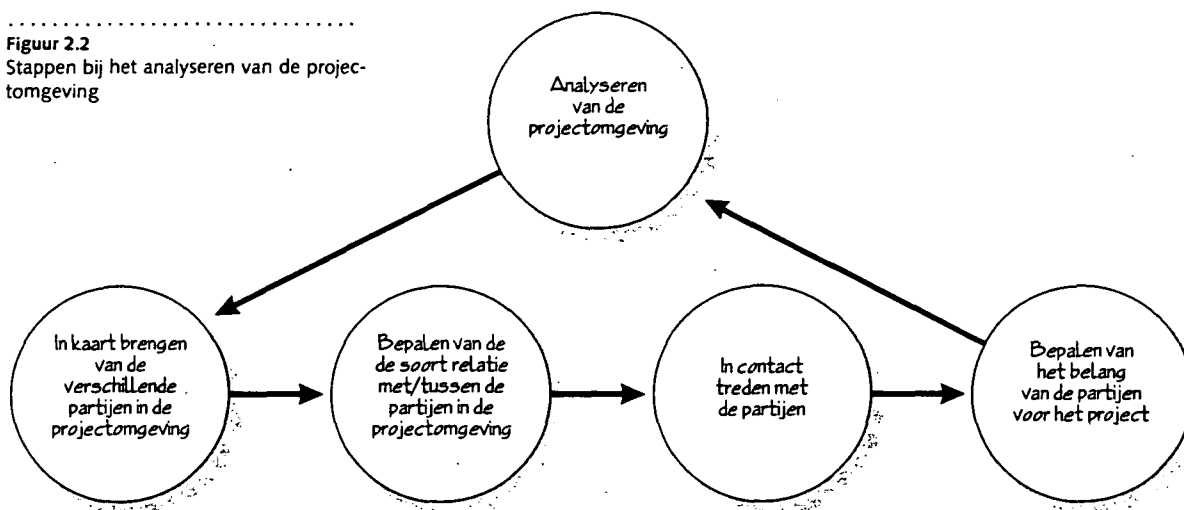 Figuur 2.2
Stappen bij het analyseren van de projec-
tomgeving
Analyseren
van de
projectomgeving
In kaart brengen
van de
verschillende
partijen in de
projectomgeving
Bepalen van de
de soort relatie
met/tussen de
partijen in de
projectomgeving
In contact
treden met
de partijen
Bepalen van
het belang
van de partijen
voor het project